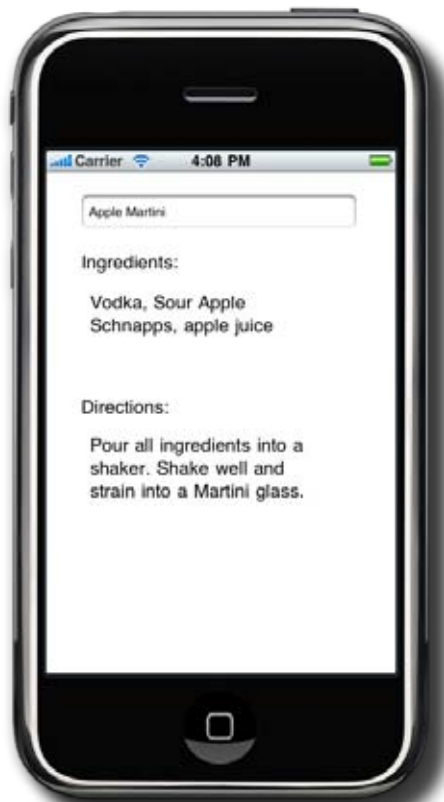 Carrier 4:08 PM
Apple Martini
Ingredients:
Vodka, Sour Apple
Schnapps, apple juice
Directions:
Pour all ingredients into a
shaker. Shake well and
strain into a Martini glass.